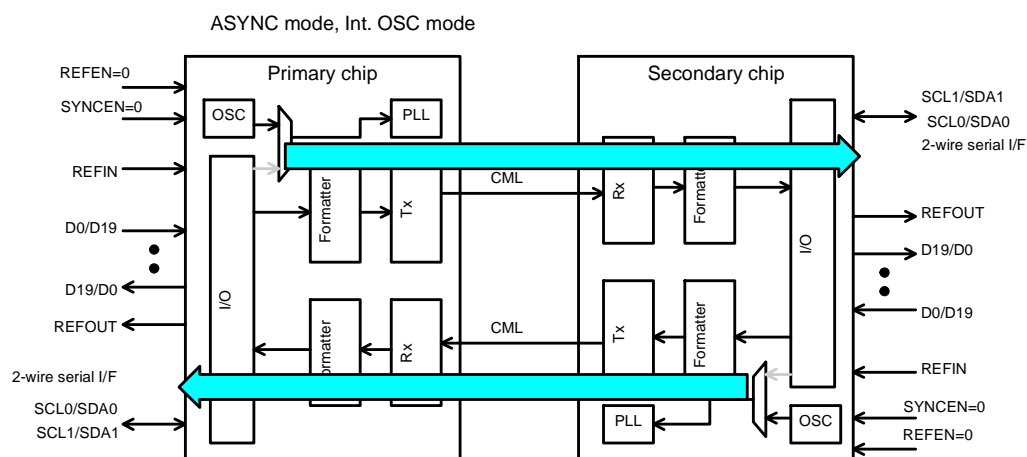 ASYNC mode, Int. OSC mode
Primary chip
Secondary chip
REFEN=0
SYNCEN=0
REFIN
D0/D19
D19/D0
REFOUT
2-wire serial I/F
SCL0/SDA0
SCL1/SDA1
OSC
PLL
I/O
Formatter
Tx
CML
Formatter
Rx
CML
Rx
Formatter
I/O
Tx
Formatter
PLL
OSC
SCL1/SDA1
SCL0/SDA0
2-wire serial I/F
REFOUT
D19/D0
D0/D19
REFIN
SYNCEN=0
REFEN=0